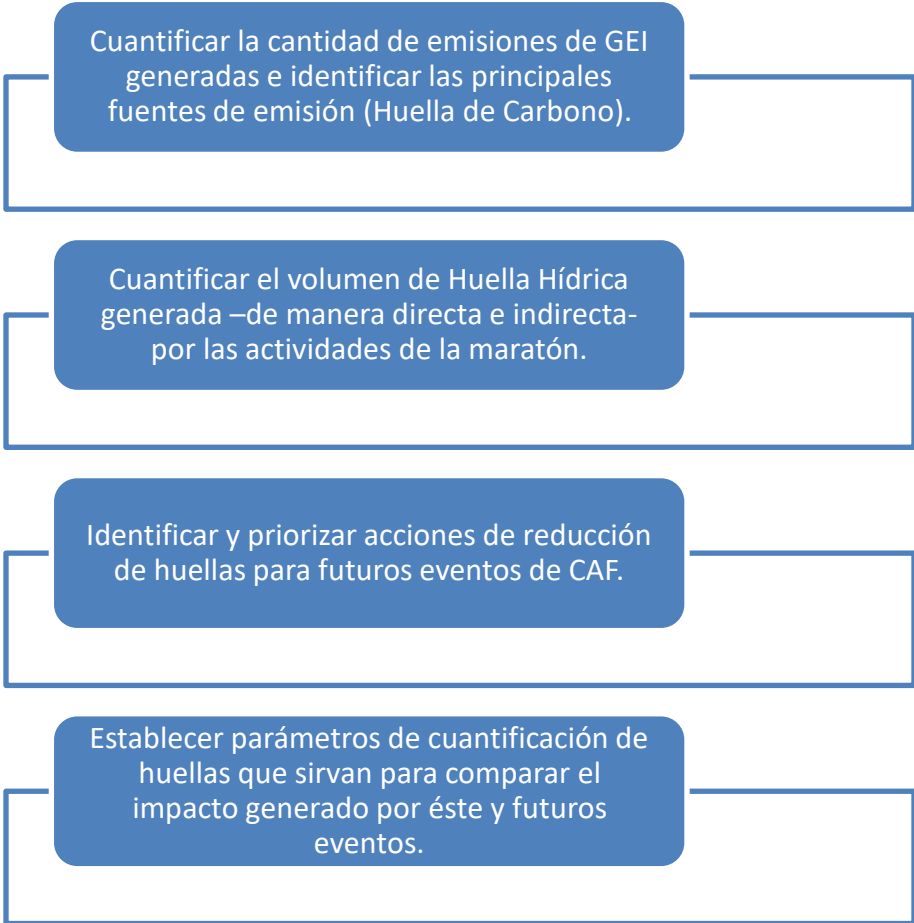 Cuantificar la cantidad de emisiones de GEI
generadas e identificar las principales
fuentes de emisión (Huella de Carbono).
Cuantificar el volumen de Huella Hídrica
generada –de manera directa e indirecta-
por las actividades de la maratón.
Identificar y priorizar acciones de reducción
de huellas para futuros eventos de CAF.
Establecer parámetros de cuantificación de
huellas que sirvan para comparar el
impacto generado por éste y futuros
eventos.